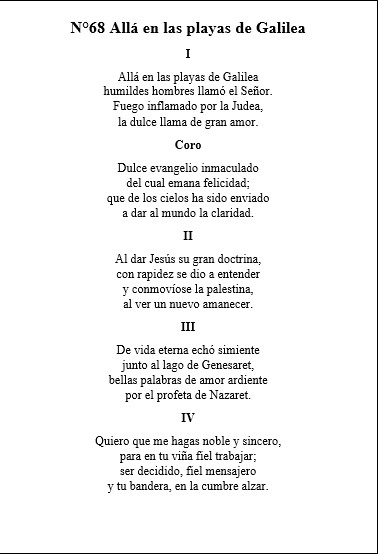 N°68 Allá en las playas de Galilea
I
Allá en las playas de Galilea
humildes hombres llamó el Señor.
Fuego inflamado por la Judea,
la dulce llama de gran amor.
Coro
Dulce evangelio inmaculado
del cual emana felicidad;
que de los cielos ha sido enviado
a dar al mundo la claridad.
II
Al dar Jesús su gran doctrina,
con rapidez se dio a entender
y conmovíose la palestina,
al ver un nuevo amanecer.
III
De vida eterna echó simiente
junto al lago de Genesaret,
bellas palabras de amor ardiente
por el profeta de Nazaret.
IV
Quiero que me hagas noble y sincero,
para en tu viña fiel trabajar;
ser decidido, fiel mensajero
y tu bandera, en la cumbre alzar.